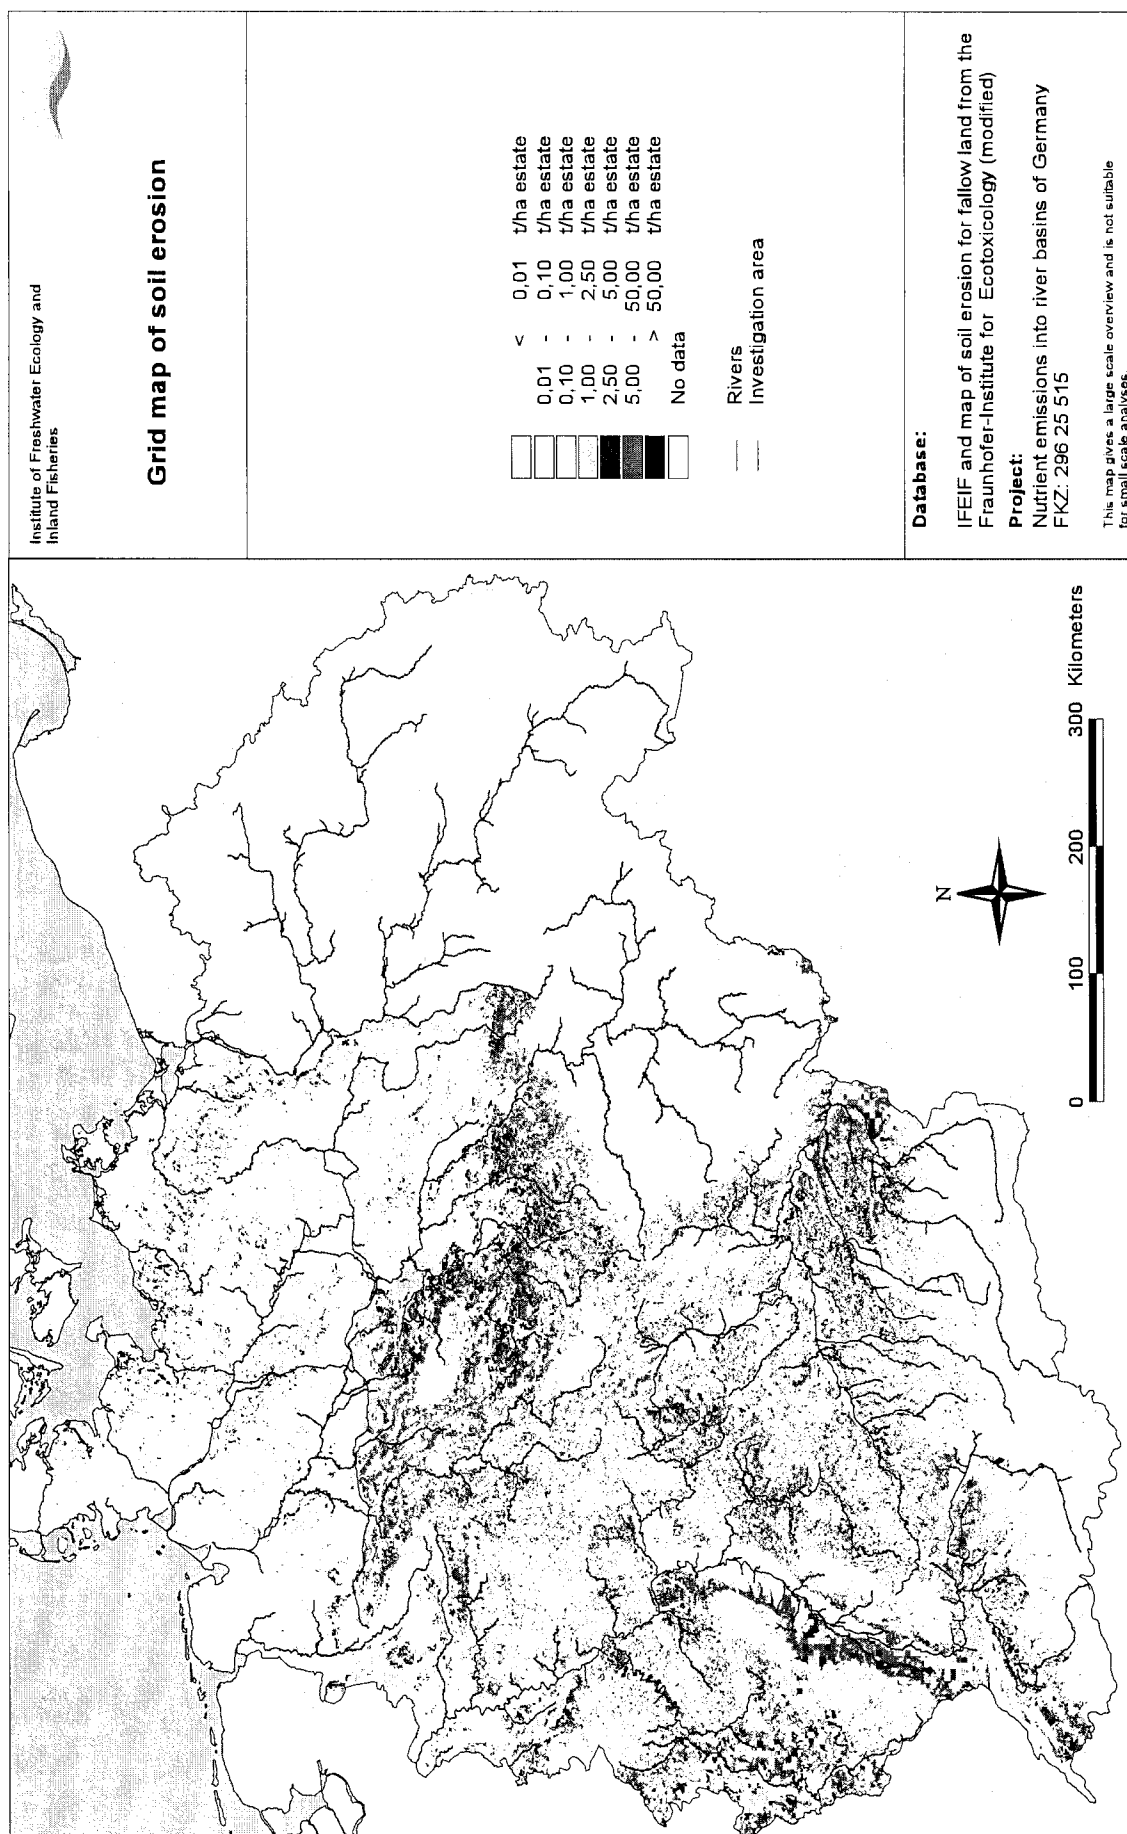 Institute of Freshwater Ecology and
Inland Fisheries
Grid map of soil erosion
< 0,01 t/ha estate
0,01 - 0,10 t/ha estate
0,10 - 1,00 t/ha estate
1,00 - 2,50 t/ha estate
2,50 - 5,00 t/ha estate
5,00 - 50,00 t/ha estate
> 50,00 t/ha estate
No data
Rivers
Investigation area
Database:
IFEIF and map of soil erosion for fallow land from the
Fraunhofer-Institute for Ecotoxicology (modified)
Project:
Nutrient emissions into river basins of Germany
FKZ: 296 25 515
This map gives a large scale overview and is not suitable
for small scale analyses.
N
0 100 200 300 Kilometers